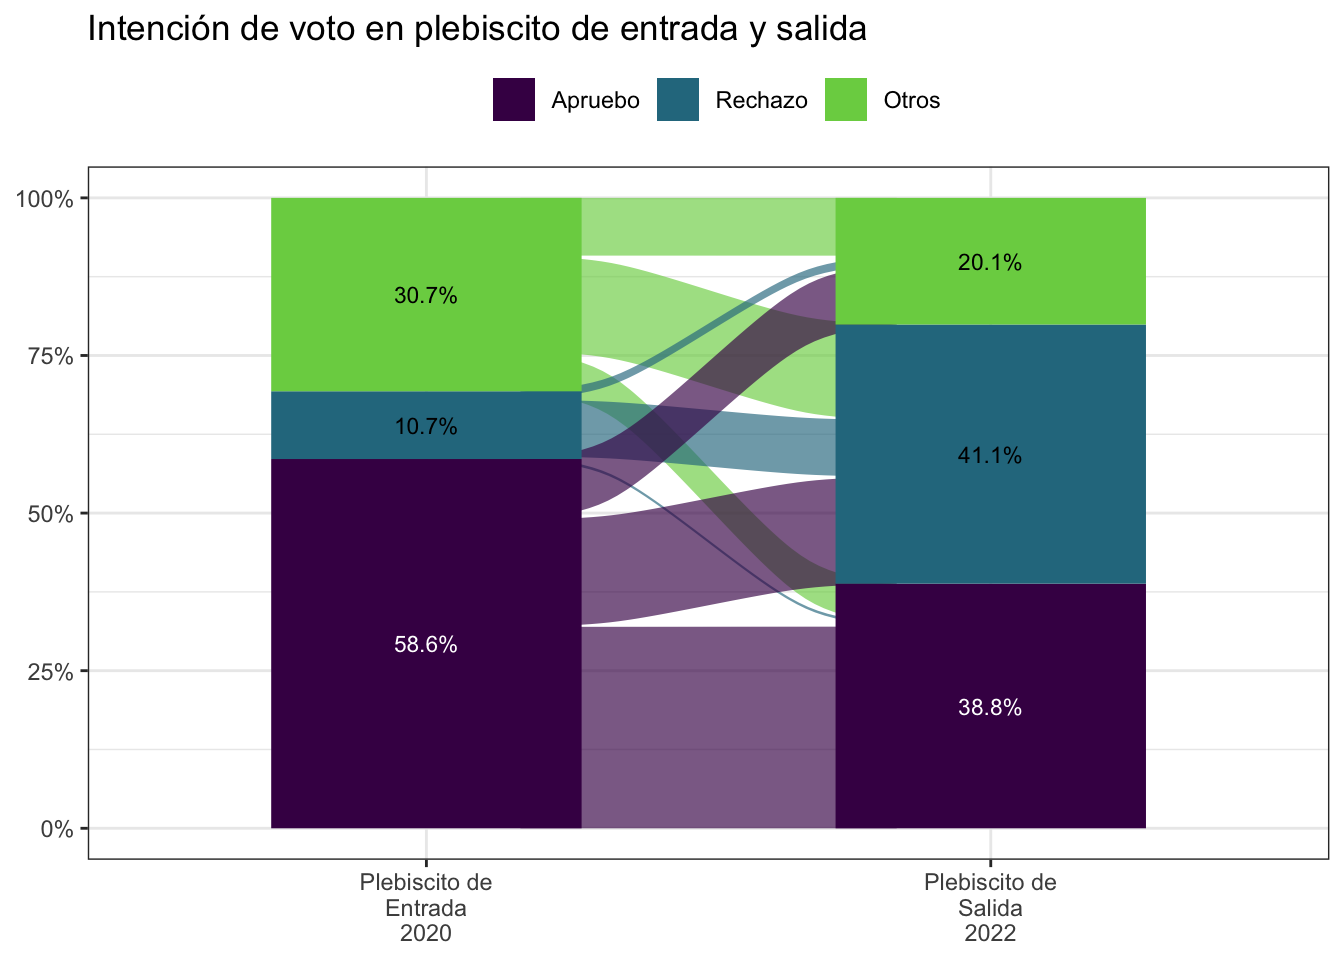 Intención de voto en plebiscito de entrada y salida
Apruebo Rechazo Otros
100%
75%
50%
25%
0%
30.7%
10.7%
58.6%
20.1%
41.1%
38.8%
Plebiscito de
Entrada
2020
Plebiscito de
Salida
2022